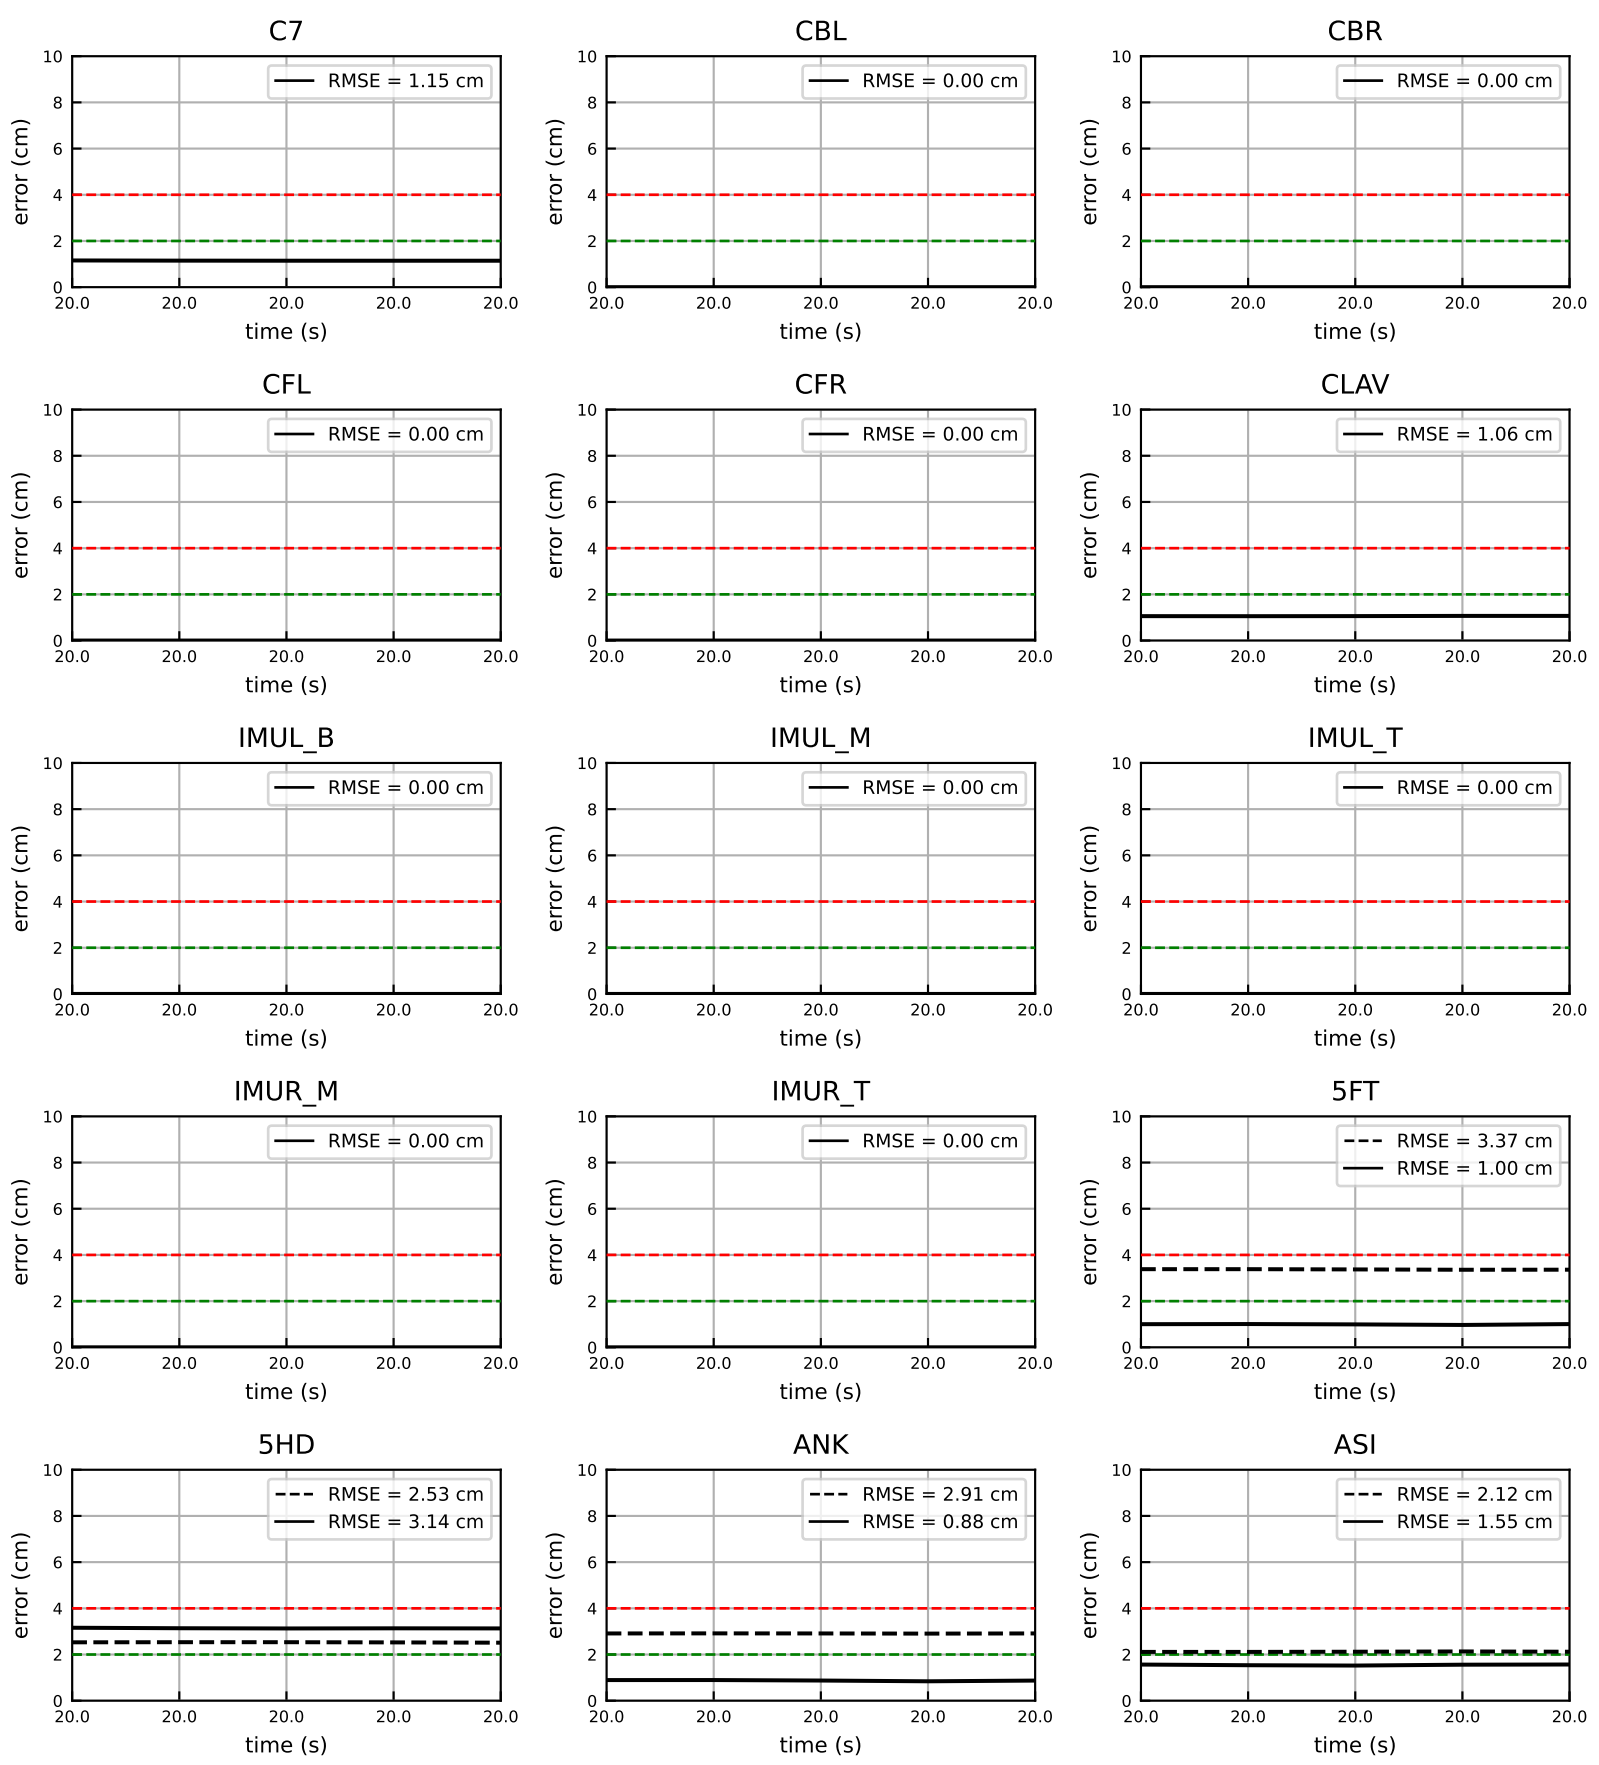 C7 CBL CBR
10 RMSE = 1.15 cm 10 RMSE = 0.00 cm 10 RMSE = 0.00 cm
8 8 8
6 6 6
error (cm) error (cm) error (cm)
4 4 4
2 2 2
0 0 0
20.0 20.0 20.0 20.0 20.0 20.0 20.0 20.0 20.0 20.0 20.0 20.0 20.0 20.0 20.0
time (s) time (s) time (s)
CFL CFR CLAV
10 RMSE = 0.00 cm 10 RMSE = 0.00 cm 10 RMSE = 1.06 cm
8 8 8
6 6 6
error (cm) error (cm) error (cm)
4 4 4
2 2 2
0 0 0
20.0 20.0 20.0 20.0 20.0 20.0 20.0 20.0 20.0 20.0 20.0 20.0 20.0 20.0 20.0
time (s) time (s) time (s)
IMUL_B IMUL_M IMUL_T
10 RMSE = 0.00 cm 10 RMSE = 0.00 cm 10 RMSE = 0.00 cm
8 8 8
6 6 6
error (cm) error (cm) error (cm)
4 4 4
2 2 2
0 0 0
20.0 20.0 20.0 20.0 20.0 20.0 20.0 20.0 20.0 20.0 20.0 20.0 20.0 20.0 20.0
time (s) time (s) time (s)
IMUR_M IMUR_T 5FT
10 RMSE = 0.00 cm 10 RMSE = 0.00 cm 10 RMSE = 3.37 cm
8 8 8 RMSE = 1.00 cm
6 6 6
error (cm) error (cm) error (cm)
4 4 4
2 2 2
0 0 0
20.0 20.0 20.0 20.0 20.0 20.0 20.0 20.0 20.0 20.0 20.0 20.0 20.0 20.0 20.0
time (s) time (s) time (s)
5HD ANK ASI
10 RMSE = 2.53 cm 10 RMSE = 2.91 cm 10 RMSE = 2.12 cm
8 RMSE = 3.14 cm 8 RMSE = 0.88 cm 8 RMSE = 1.55 cm
6 6 6
error (cm) error (cm) error (cm)
4 4 4
2 2 2
0 0 0
20.0 20.0 20.0 20.0 20.0 20.0 20.0 20.0 20.0 20.0 20.0 20.0 20.0 20.0 20.0
time (s) time (s) time (s)